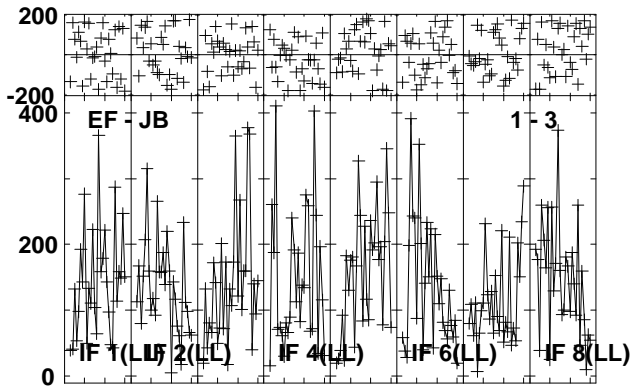 200
-200
400
EF - JB 1 - 3
200
IF 1(LL) IF 2(LL) IF 4(LL) IF 6(LL) IF 8(LL)
0